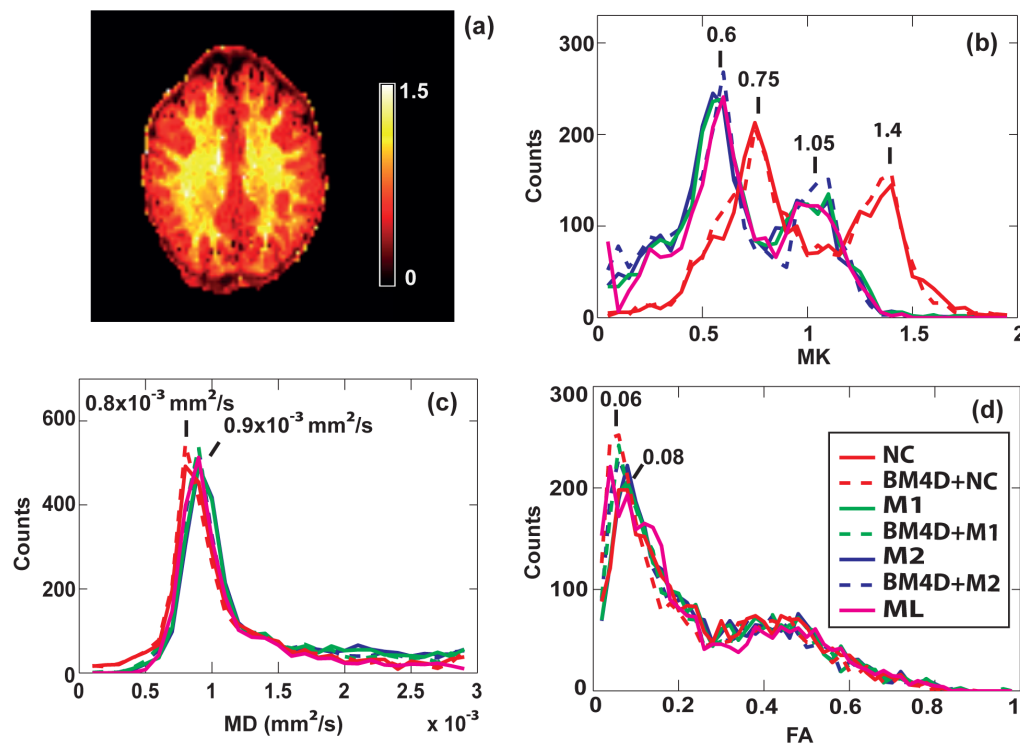 (a)
1.5
0
(b)
300
200
100
0
Counts
0
0.5
1
1.5
2
MK
0.6
0.75
1.05
1.4
(c)
600
400
200
0
Counts
0
0.5
1
1.5
2
2.5
3
MD (mm²/s)
x 10⁻³
0.8x10⁻³ mm²/s
0.9x10⁻³ mm²/s
(d)
300
200
100
0
Counts
0
0.2
0.4
0.6
0.8
1
FA
0.06
0.08
NC
BM4D+NC
M1
BM4D+M1
M2
BM4D+M2
ML